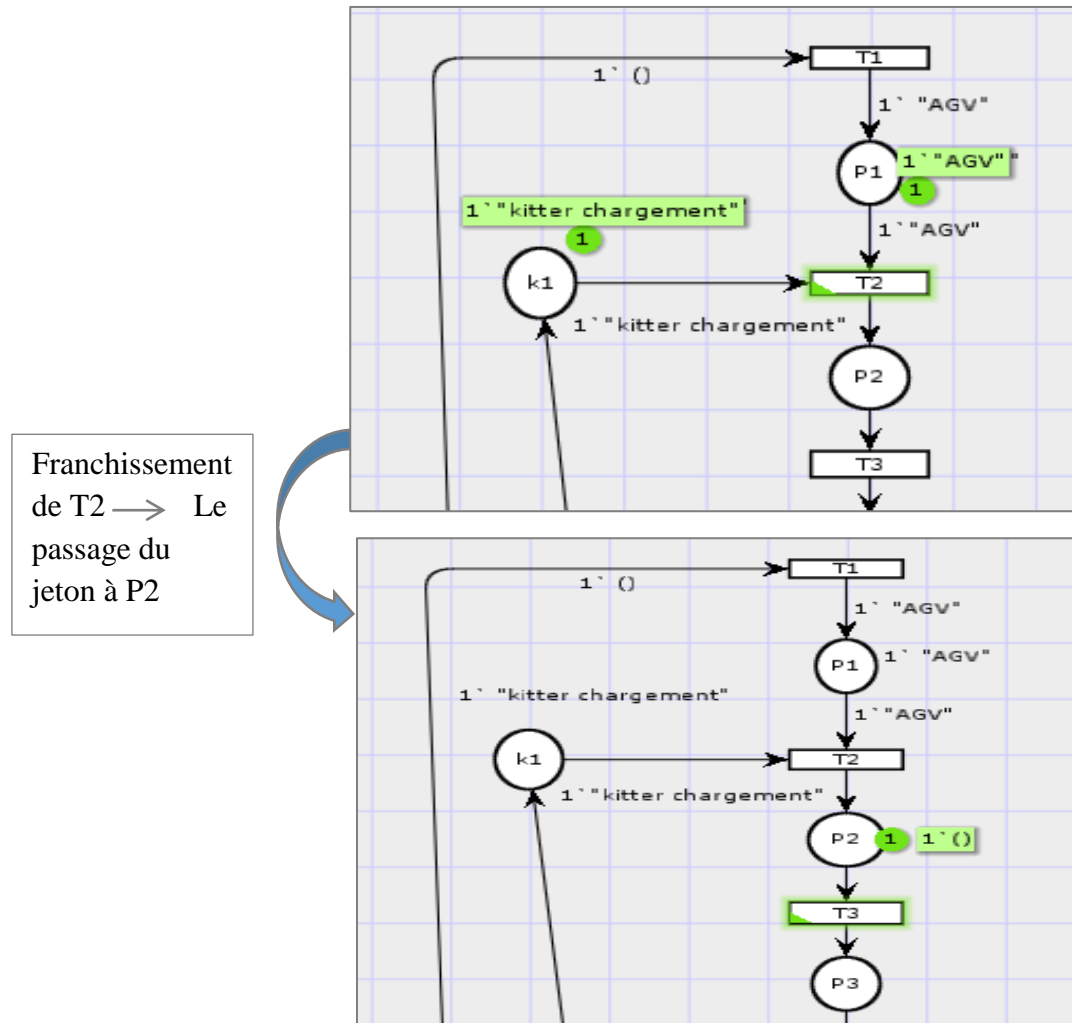 T1
1` ()
1` "AGV"
P1
1`"AGV""
1
1`"kitter chargement"'
1
1`"AGV"
k1
T2
1`"kitter chargement"
P2
T3
Franchissement
de T2 → Le
passage du
jeton à P2
T1
1` ()
1` "AGV"
P1
1` "AGV"
1` "kitter chargement"
1`"AGV"
k1
T2
1`"kitter chargement"
P2
1
1`()
T3
P3